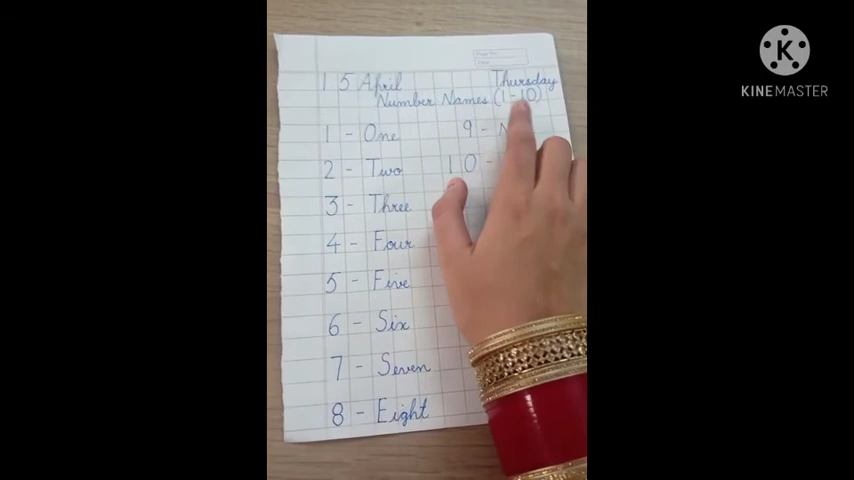 15 April Thursday
Number Names (1-10)
1 - One
2 - Two
3 - Three
4 - Four
5 - Five
6 - Six
7 - Seven
8 - Eight
9 -
10 -
K
KINEMASTER